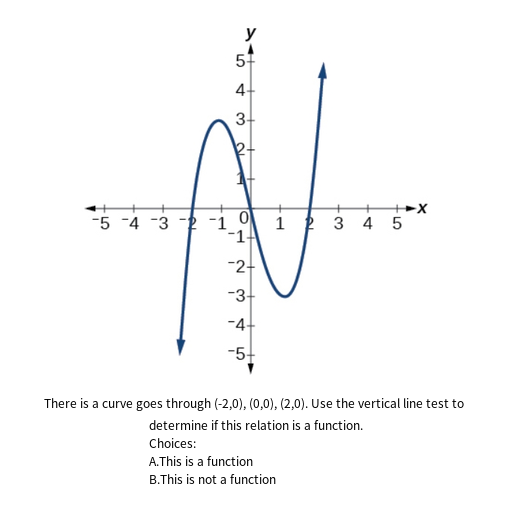 y
5
4
3
2
1
-5 -4 -3 -2 -1 0 1 2 3 4 5 x
-1
-2
-3
-4
-5
There is a curve goes through (-2,0), (0,0), (2,0). Use the vertical line test to
determine if this relation is a function.
Choices:
A.This is a function
B.This is not a function